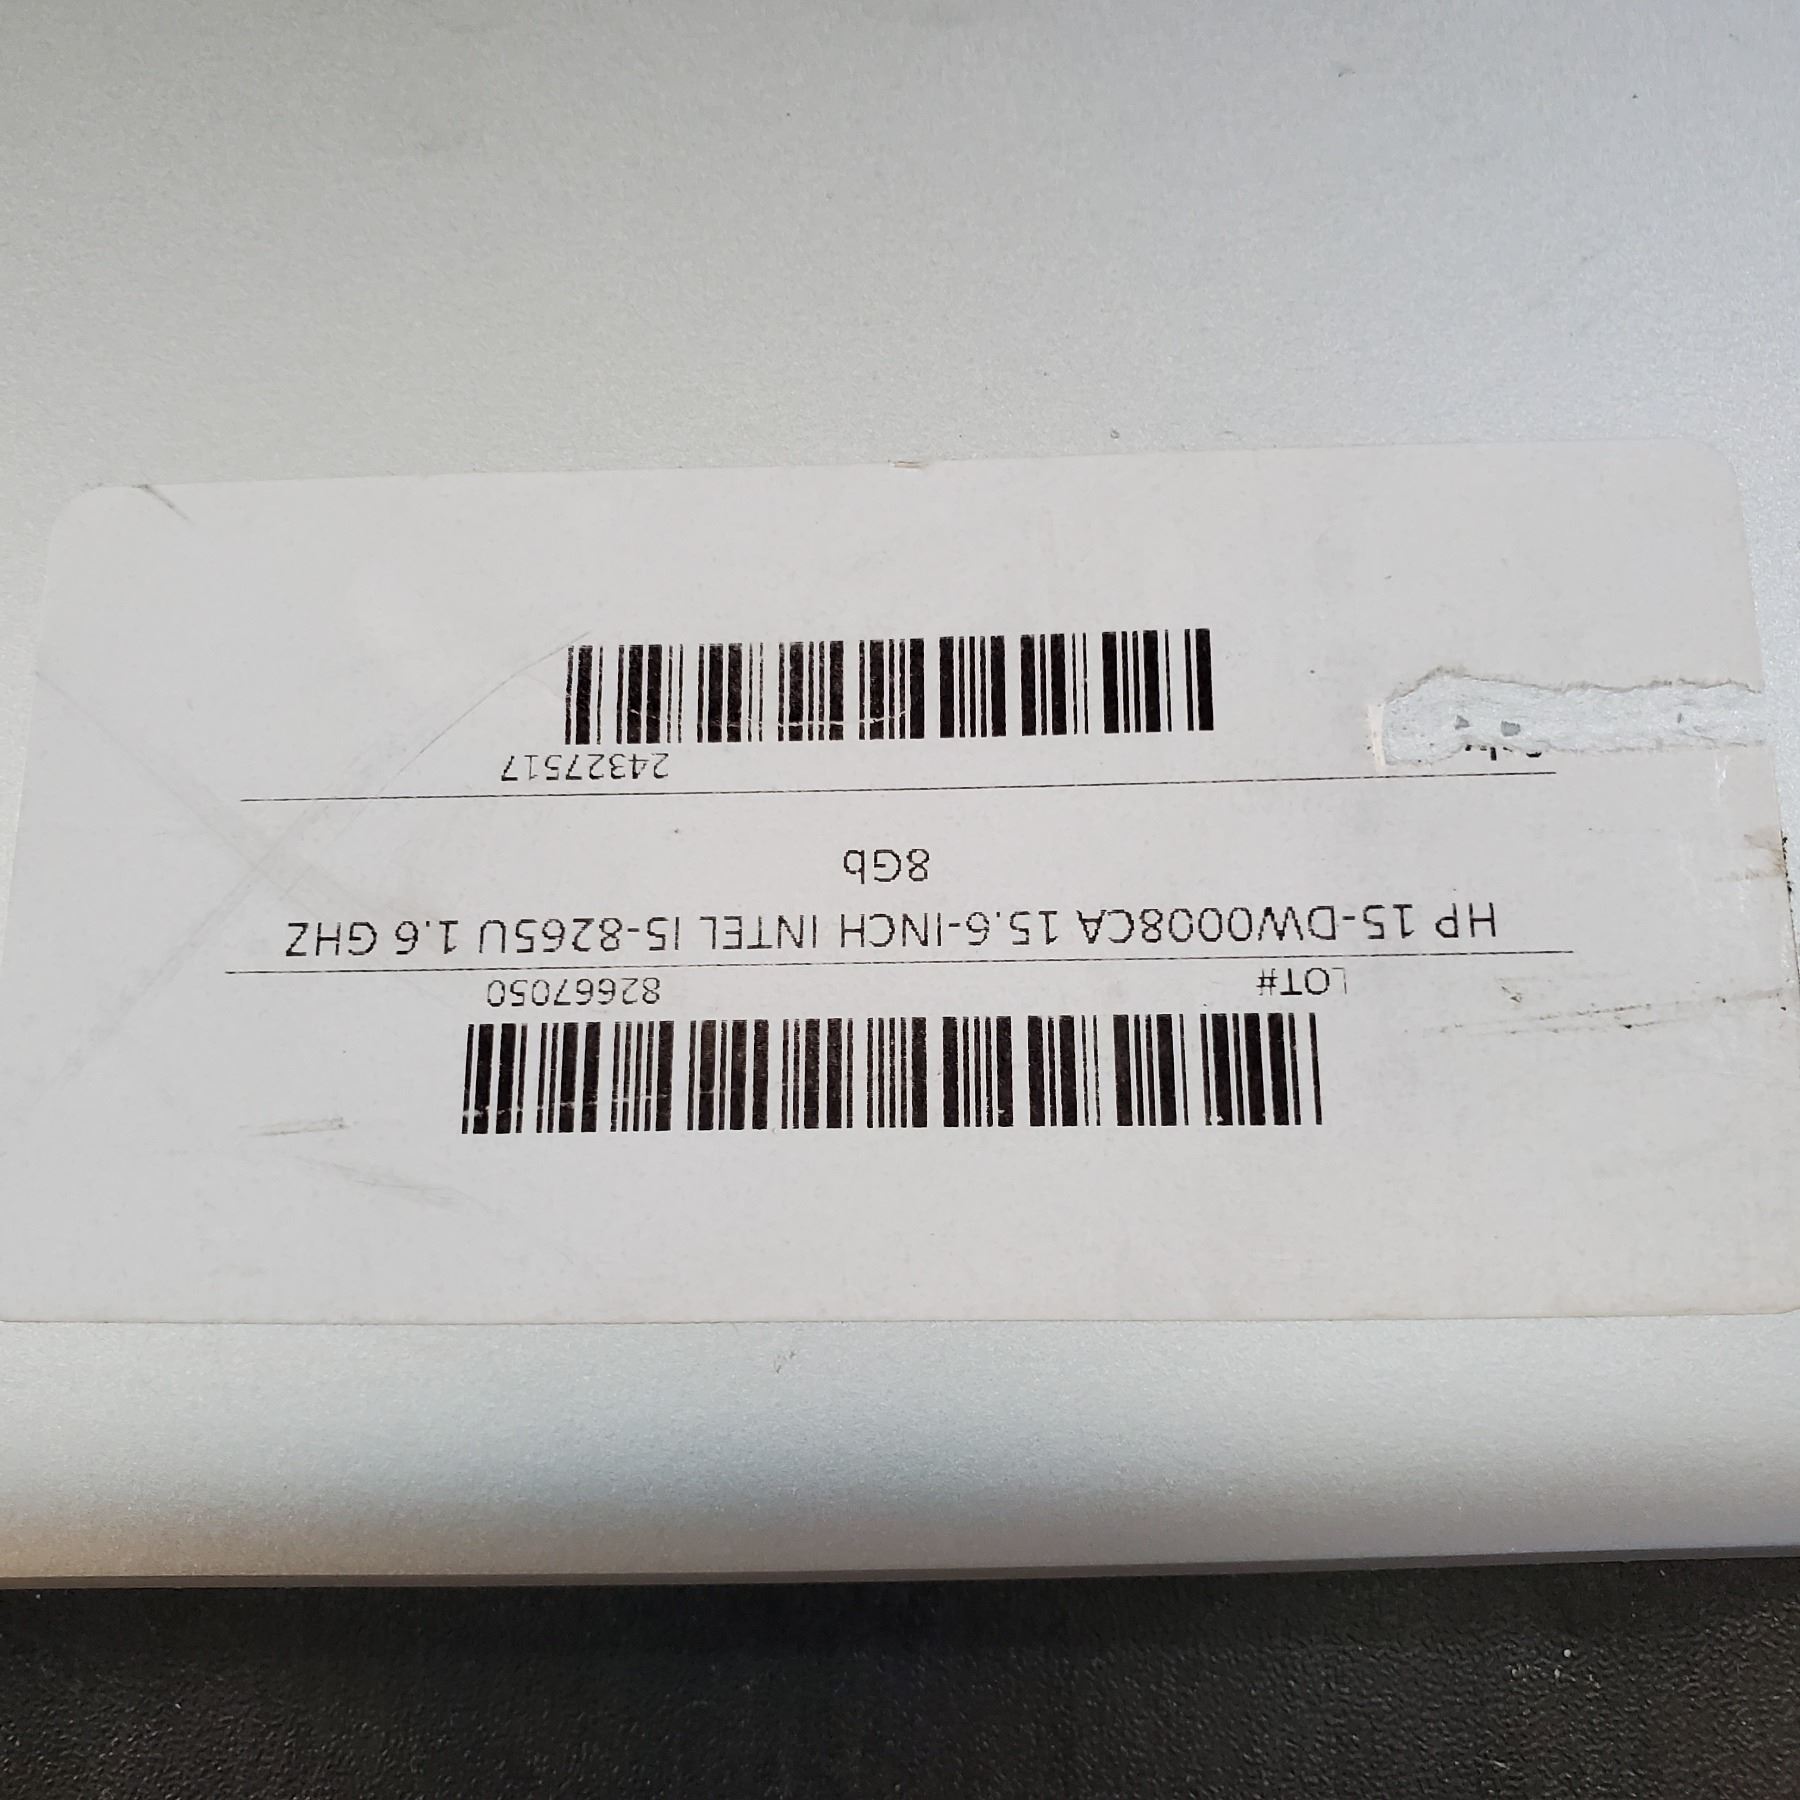 LOT# 82667050
HP 15-DW0008CA 15.6-INCH INTEL I5-8265U 1.6 GHZ
8Gb
24327517